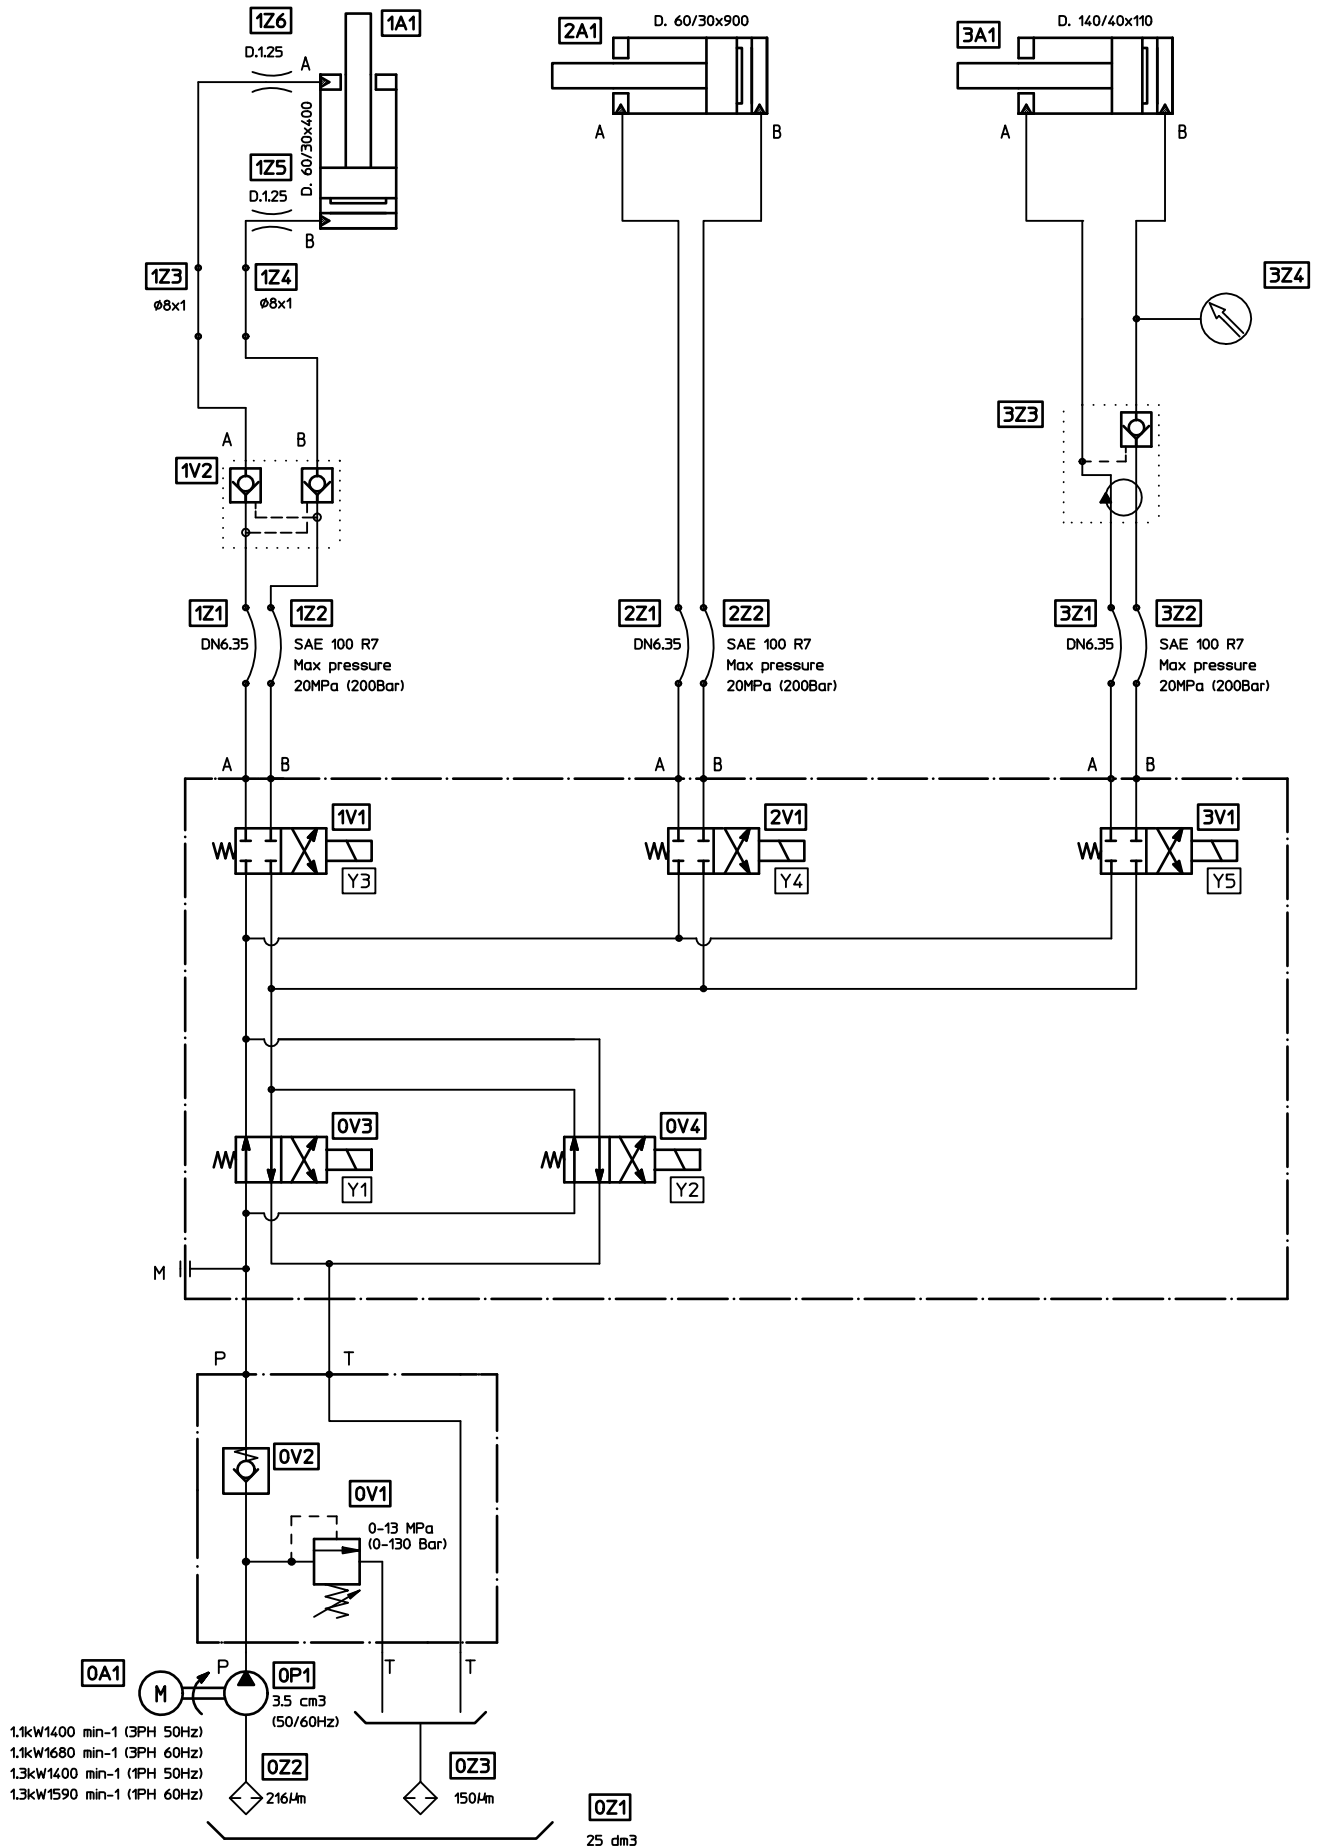 1Z6
1A1
2A1
D. 60/30x900
3A1
D. 140/40x110
D.1.25
A
D. 60/30x400
1Z5
D.1.25
B
A
B
A
B
1Z3
ø8x1
1Z4
ø8x1
3Z4
3Z3
A
B
1V2
1Z1
DN6.35
1Z2
SAE 100 R7
Max pressure
20MPa (200Bar)
2Z1
DN6.35
2Z2
SAE 100 R7
Max pressure
20MPa (200Bar)
3Z1
DN6.35
3Z2
SAE 100 R7
Max pressure
20MPa (200Bar)
A
B
A
B
A
B
1V1
Y3
2V1
Y4
3V1
Y5
0V3
Y1
0V4
Y2
M
P
T
0V2
0V1
0-13 MPa
(0-130 Bar)
0A1
M
P
0P1
3.5 cm3
(50/60Hz)
T
T
1.1kW1400 min-1 (3PH 50Hz)
1.1kW1680 min-1 (3PH 60Hz)
1.3kW1400 min-1 (1PH 50Hz)
1.3kW1590 min-1 (1PH 60Hz)
0Z2
216µm
0Z3
150µm
0Z1
25 dm3